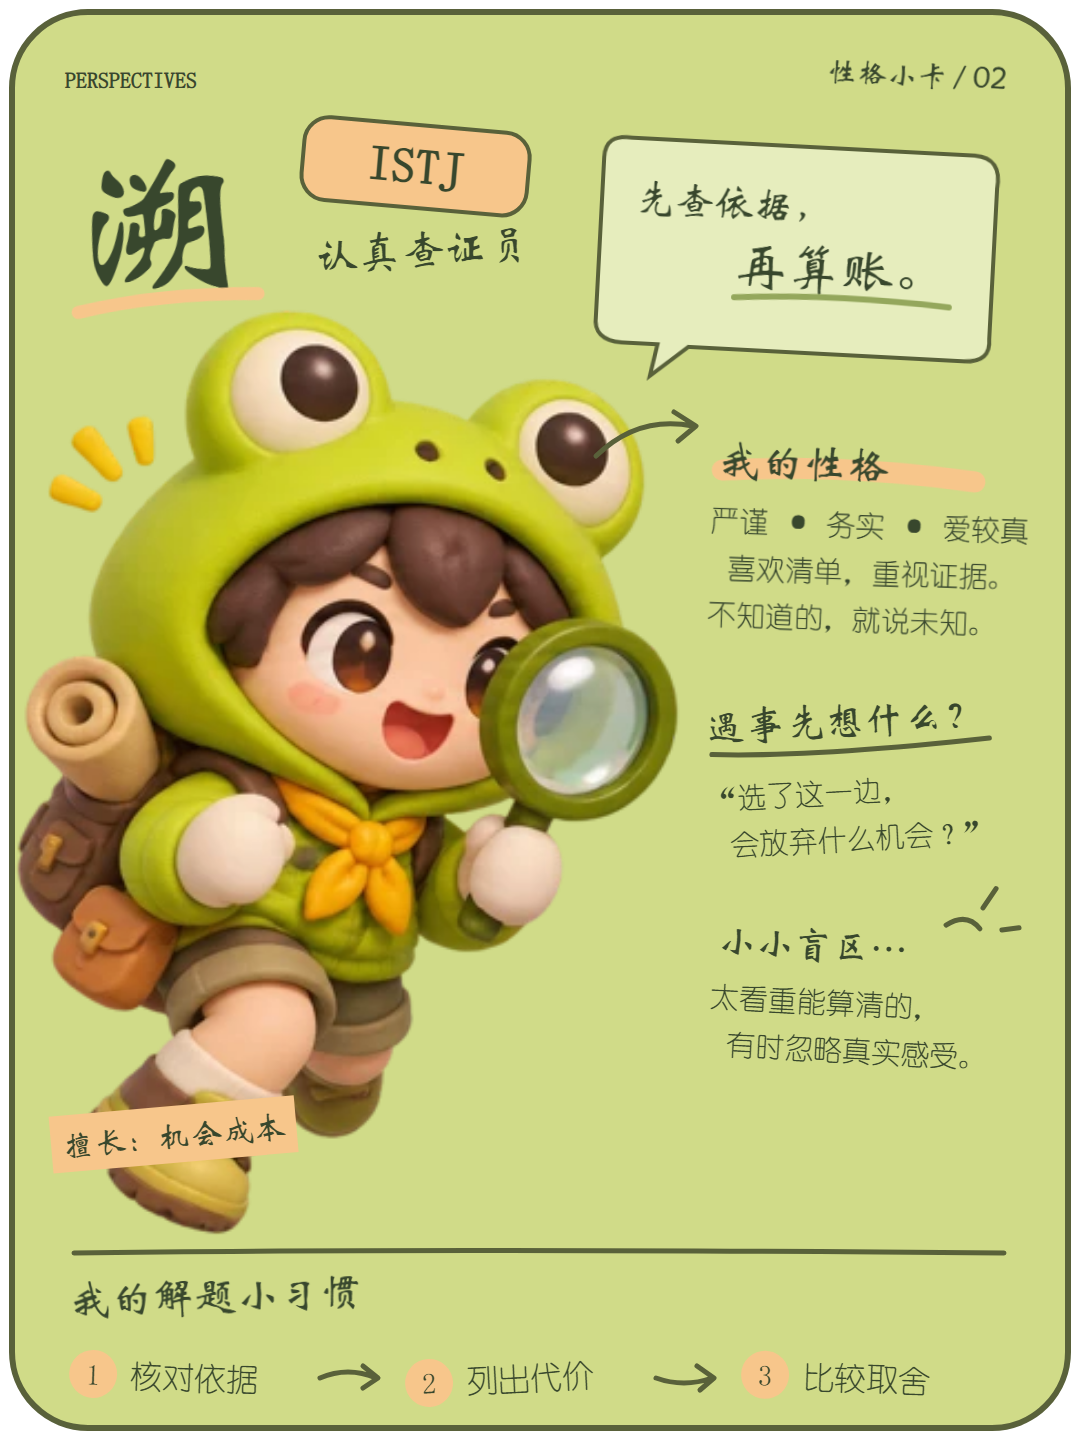 PERSPECTIVES
性格小卡 / 02
溯
ISTJ
认真查证员
先查依据，
再算账。
我的性格
严谨 • 务实 • 爱较真
喜欢清单，重视证据。
不知道的，就说未知。
遇事先想什么？
“选了这一边，
会放弃什么机会？”
小小盲区…
太看重能算清的，
有时忽略真实感受。
擅长：机会成本
我的解题小习惯
1 核对依据 → 2 列出代价 → 3 比较取舍